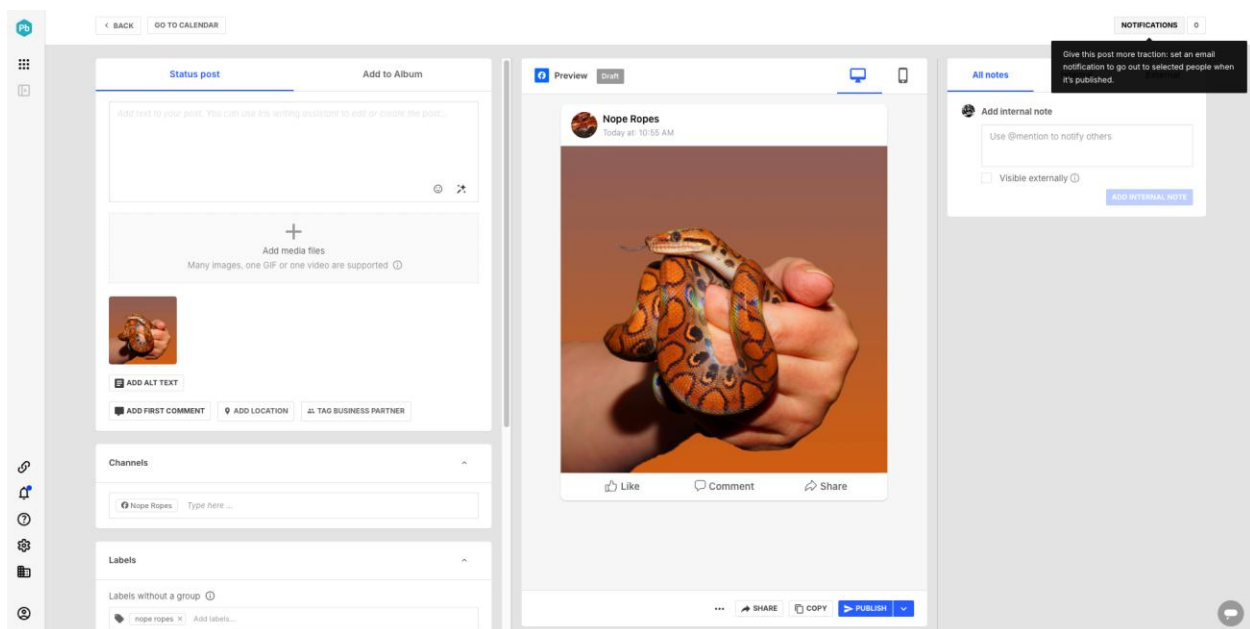 Pb
BACK
GO TO CALENDAR
NOTIFICATIONS
0
Give this post more traction: set an email
notification to go out to selected people when
it's published.
Status post
Add to Album
Add text to your post. You can use the writing assistant to edit or create the post...
Add media files
Many images, one GIF or one video are supported
ADD ALT TEXT
ADD FIRST COMMENT
ADD LOCATION
TAG BUSINESS PARTNER
Channels
Nope Ropes
Type here ...
Labels
Labels without a group
nope ropes ×
Add labels...
Preview
Draft
Nope Ropes
Today at: 10:55 AM
Like
Comment
Share
SHARE
COPY
PUBLISH
All notes
Add internal note
Use @mention to notify others
Visible externally
ADD INTERNAL NOTE